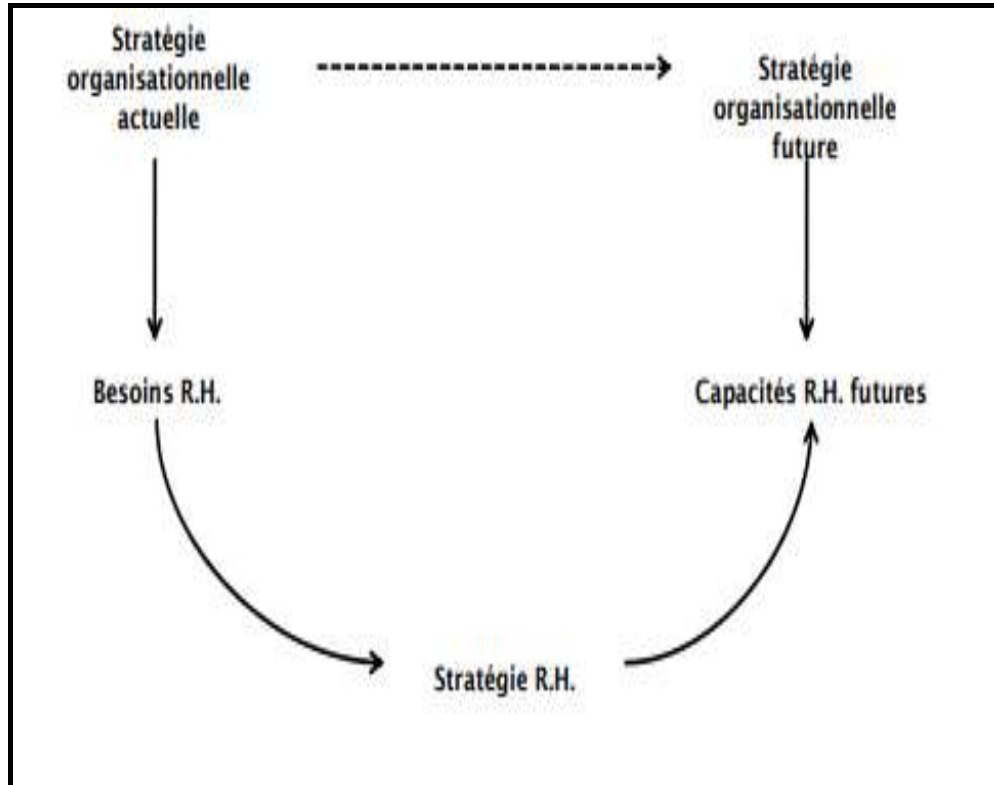 Stratégie
organisationnelle
actuelle
Stratégie
organisationnelle
future
Besoins R.H.
Capacités R.H. futures
Stratégie R.H.